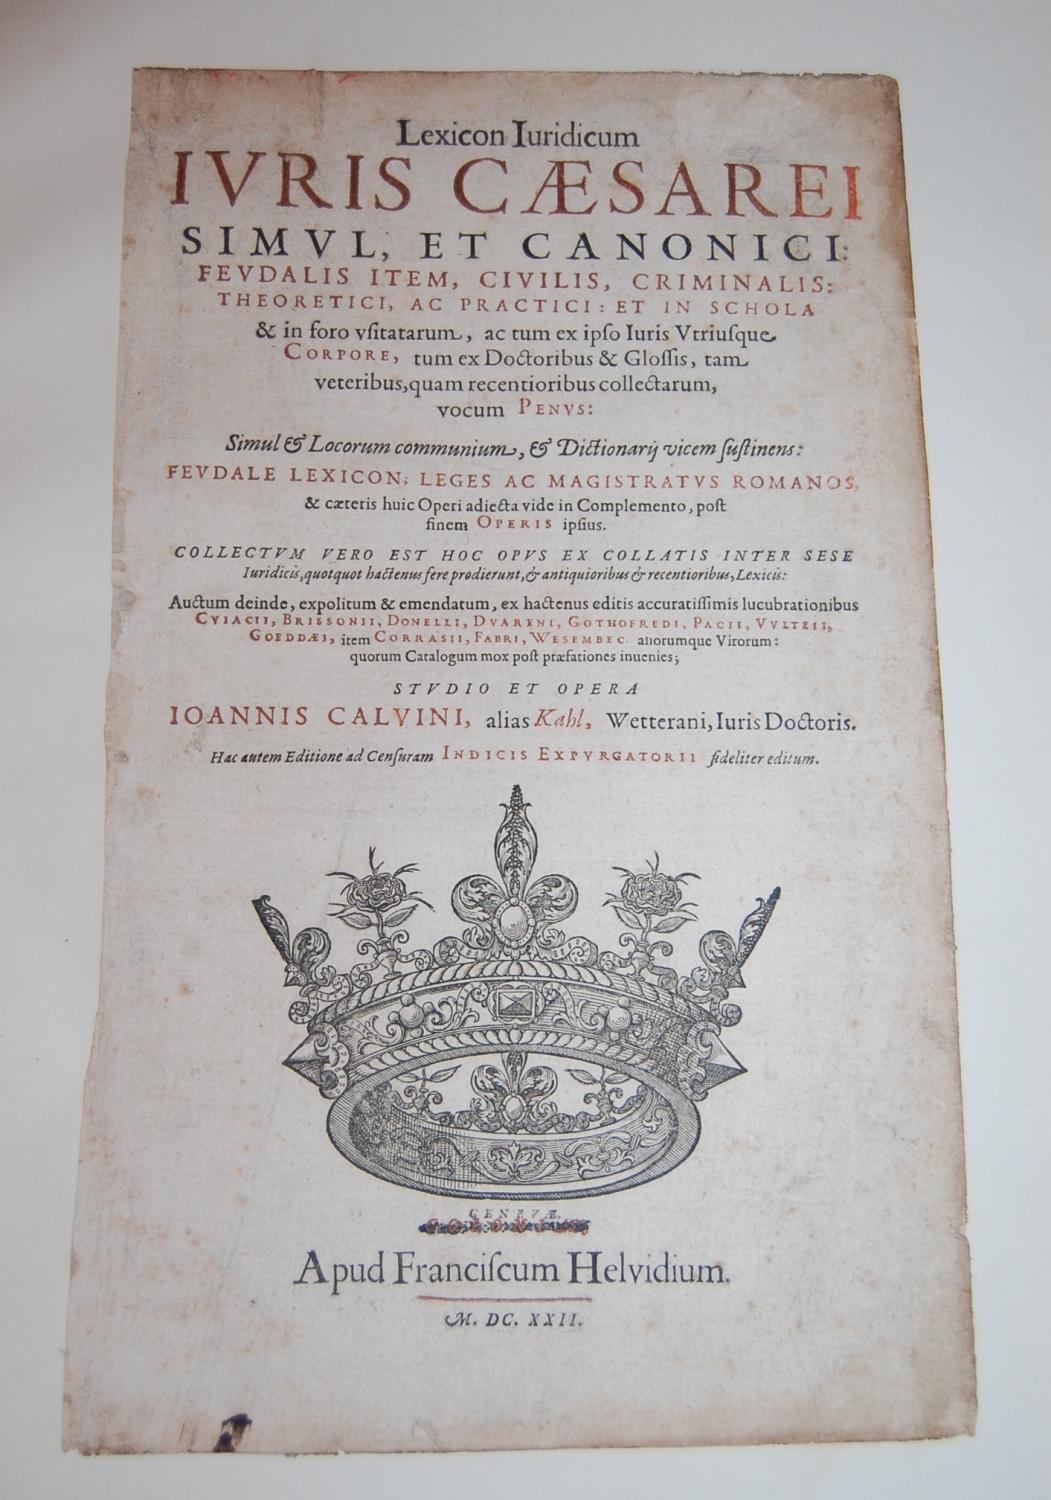 Lexicon Iuridicum
IVRIS CÆSAREI
SIMVL, ET CANONICI:
FEVDALIS ITEM, CIVILIS, CRIMINALIS:
THEORETICI, AC PRACTICI: ET IN SCHOLA
& in foro vſitatarum, ac tum ex ipſo Iuris Vtriuſque
CORPORE, tum ex Doctoribus & Gloſſis, tam
veteribus, quam recentioribus collectarum,
vocum PENVS:
Simul & Locorum communium, & Dictionarij vicem ſuſtinens:
FEVDALE LEXICON; LEGES AC MAGISTRATVS ROMANOS,
& cæteris huic Operi adiecta vide in Complemento, poſt
finem OPERIS ipſius.
COLLECTVM VERO EST HOC OPVS EX COLLATIS INTER SESE
Iuridicis, quotquot hactenus fere prodierunt, & antiquioribus & recentioribus, Lexicis:
Auctum deinde, expolitum & emendatum, ex hactenus editis accuratiſſimis lucubrationibus
CVIACII, BRISSONII, DONELLI, DVARENI, GOTHOFREDI, PACII, VVLTEII,
GOEDDÆI, item CORRASII, FABRI, WESEMBEC. aliorumque Virorum:
quorum Catalogum mox poſt præfationes inuenies;
STVDIO ET OPERA
IOANNIS CALVINI, alias Kahl, Wetterani, Iuris Doctoris.
Hac autem Editione ad Cenſuram INDICIS EXPVRGATORII fideliter editum.
GENEVÆ.
Apud Franciſcum Helvidium.
M. DC. XXII.